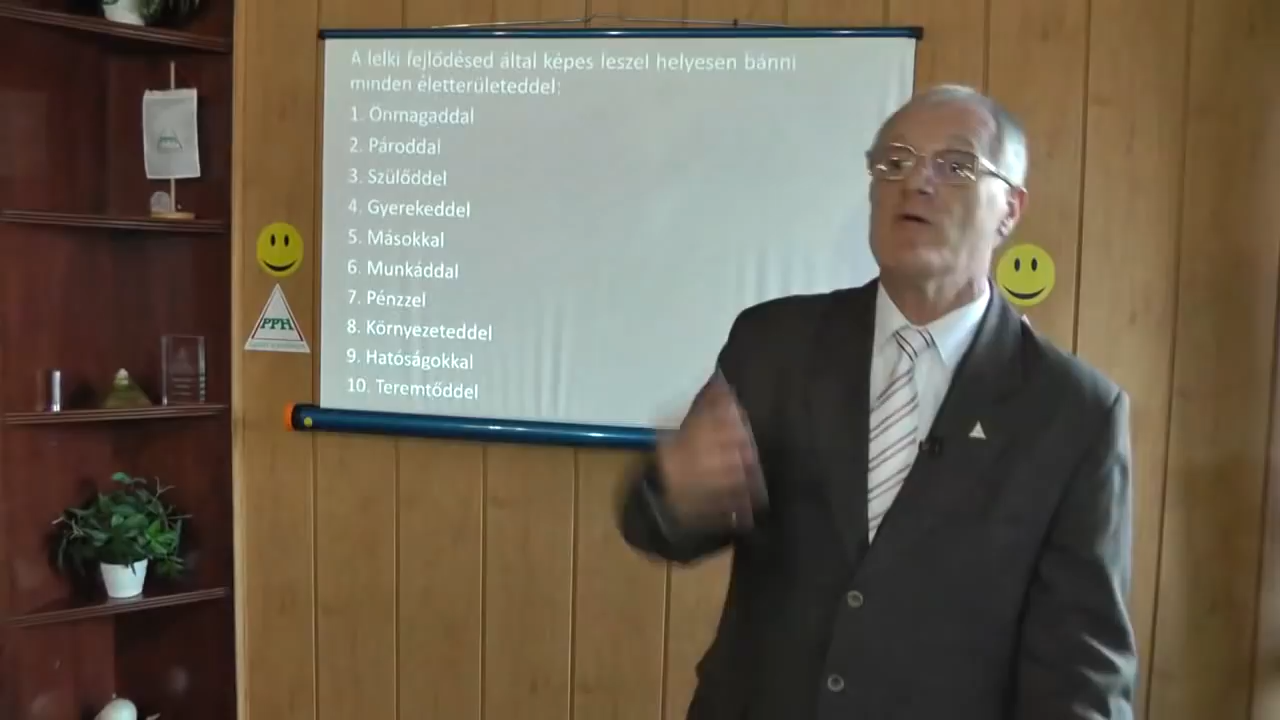 A lelki fejlődésed által képes leszel helyesen bánni
minden életterületeddel:
1. Önmagaddal
2. Pároddal
3. Szülőddel
4. Gyerekeddel
5. Másokkal
6. Munkáddal
7. Pénzzel
8. Környezeteddel
9. Hatóságokkal
10. Teremtőddel
PPH